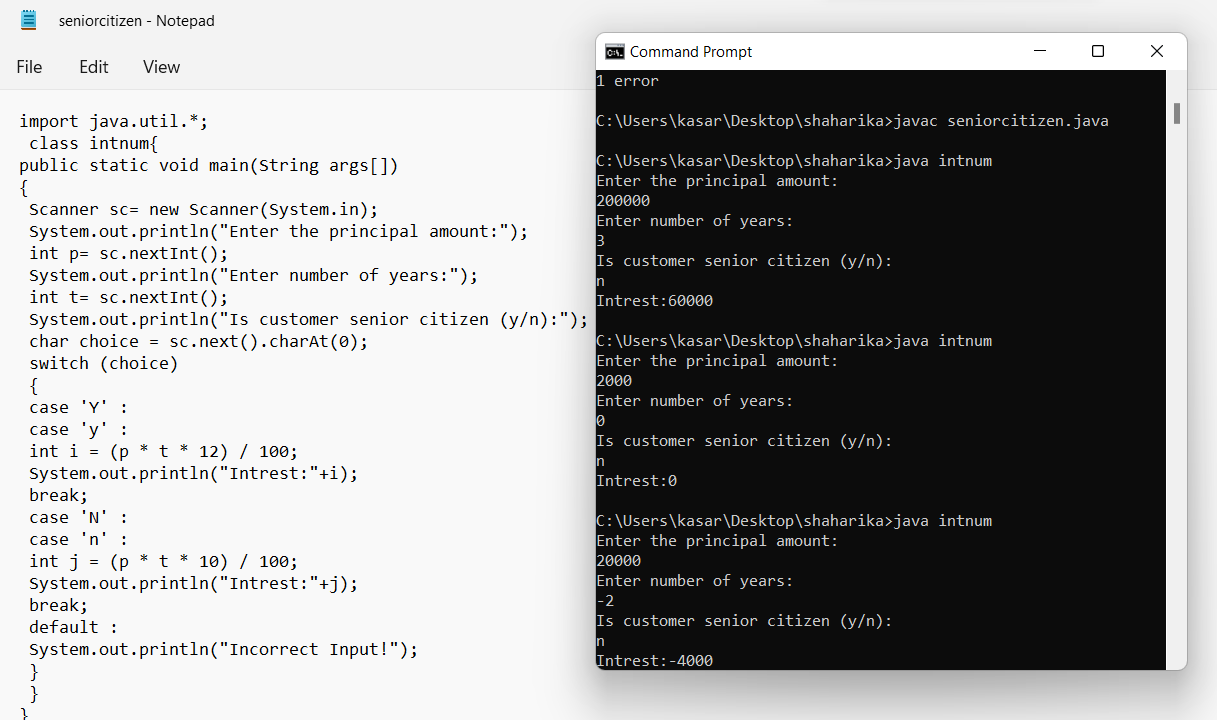 seniorcitizen - Notepad
File Edit View
import java.util.*;
class intnum{
public static void main(String args[])
{
Scanner sc= new Scanner(System.in);
System.out.println("Enter the principal amount:");
int p= sc.nextInt();
System.out.println("Enter number of years:");
int t= sc.nextInt();
System.out.println("Is customer senior citizen (y/n):");
char choice = sc.next().charAt(0);
switch (choice)
{
case 'Y' :
case 'y' :
int i = (p * t * 12) / 100;
System.out.println("Intrest:"+i);
break;
case 'N' :
case 'n' :
int j = (p * t * 10) / 100;
System.out.println("Intrest:"+j);
break;
default :
System.out.println("Incorrect Input!");
}
}
}
Command Prompt
1 error
C:\Users\kasar\Desktop\shaharika>javac seniorcitizen.java
C:\Users\kasar\Desktop\shaharika>java intnum
Enter the principal amount:
200000
Enter number of years:
3
Is customer senior citizen (y/n):
n
Intrest:60000
C:\Users\kasar\Desktop\shaharika>java intnum
Enter the principal amount:
2000
Enter number of years:
0
Is customer senior citizen (y/n):
n
Intrest:0
C:\Users\kasar\Desktop\shaharika>java intnum
Enter the principal amount:
20000
Enter number of years:
-2
Is customer senior citizen (y/n):
n
Intrest:-4000